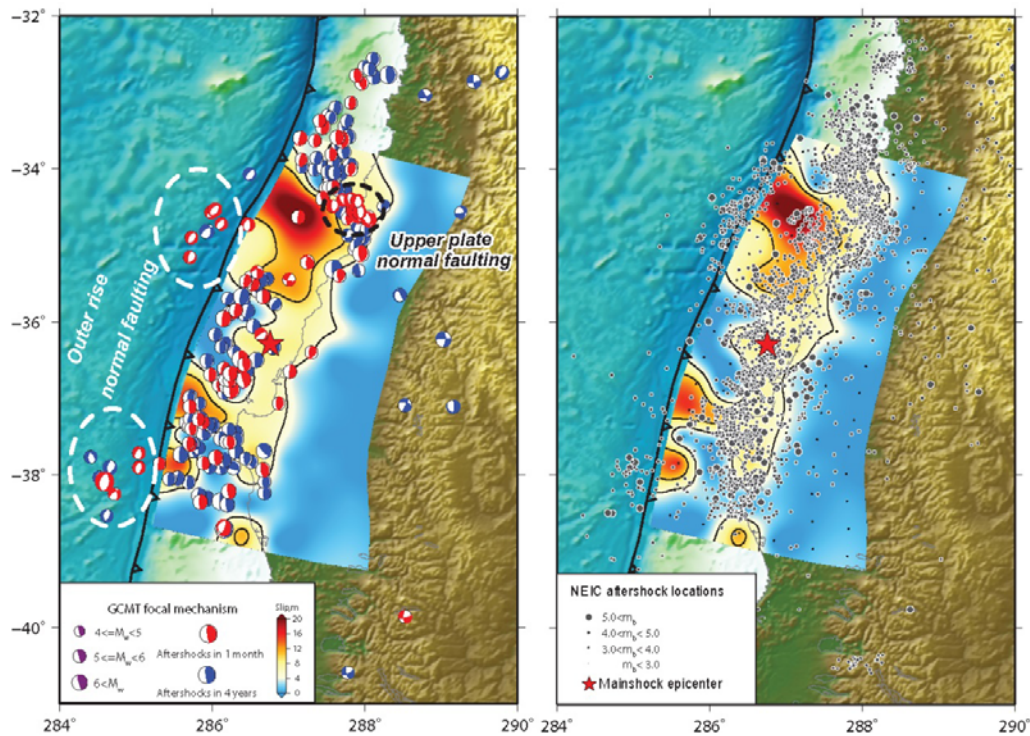 −32°
−34°
−36°
−38°
−40°
284°
286°
288°
290°
Outer rise
normal faulting
Upper plate
normal faulting
GCMT focal mechanism
4<=Mw<5
5<=Mw<6
6<Mw
Aftershocks in 1 month
Aftershocks in 4 years
Slip,m
20
16
12
8
4
0
284°
286°
288°
290°
NEIC aftershock locations
5.0<mb
4.0<mb< 5.0
3.0<mb< 4.0
mb< 3.0
Mainshock epicenter